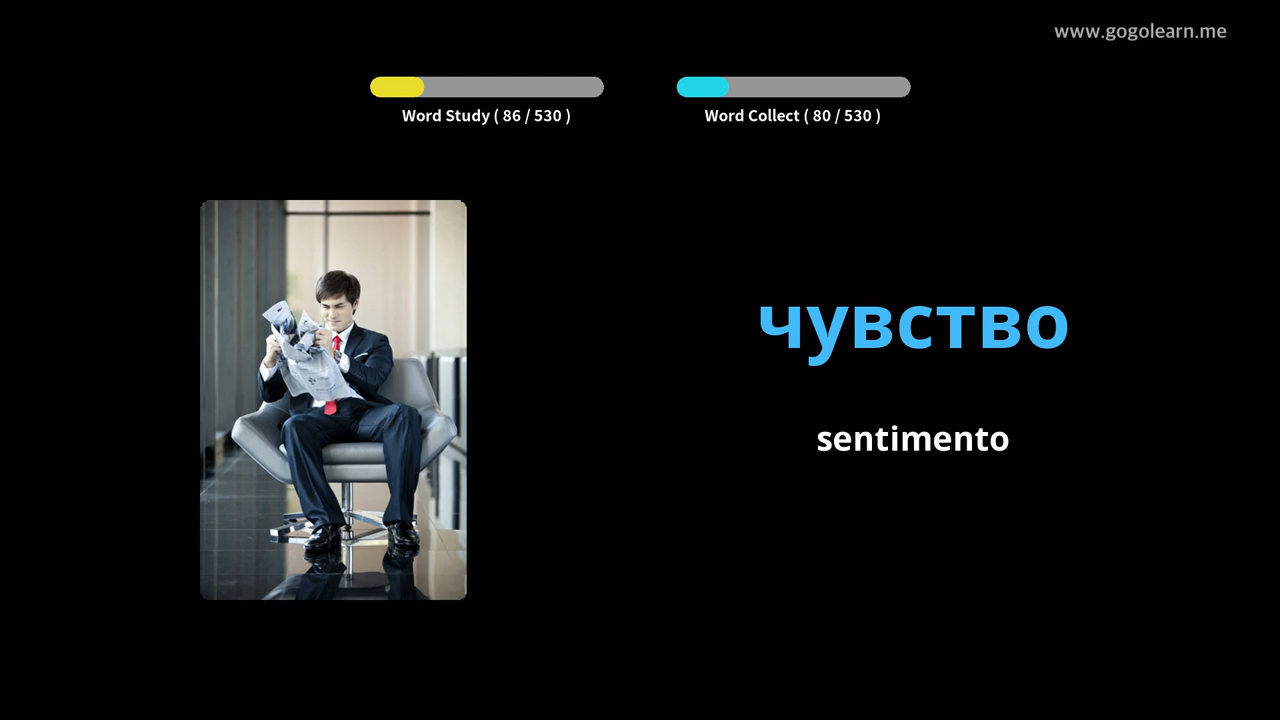 www.gogolearn.me
Word Study ( 86 / 530 )
Word Collect ( 80 / 530 )
чувство
sentimento